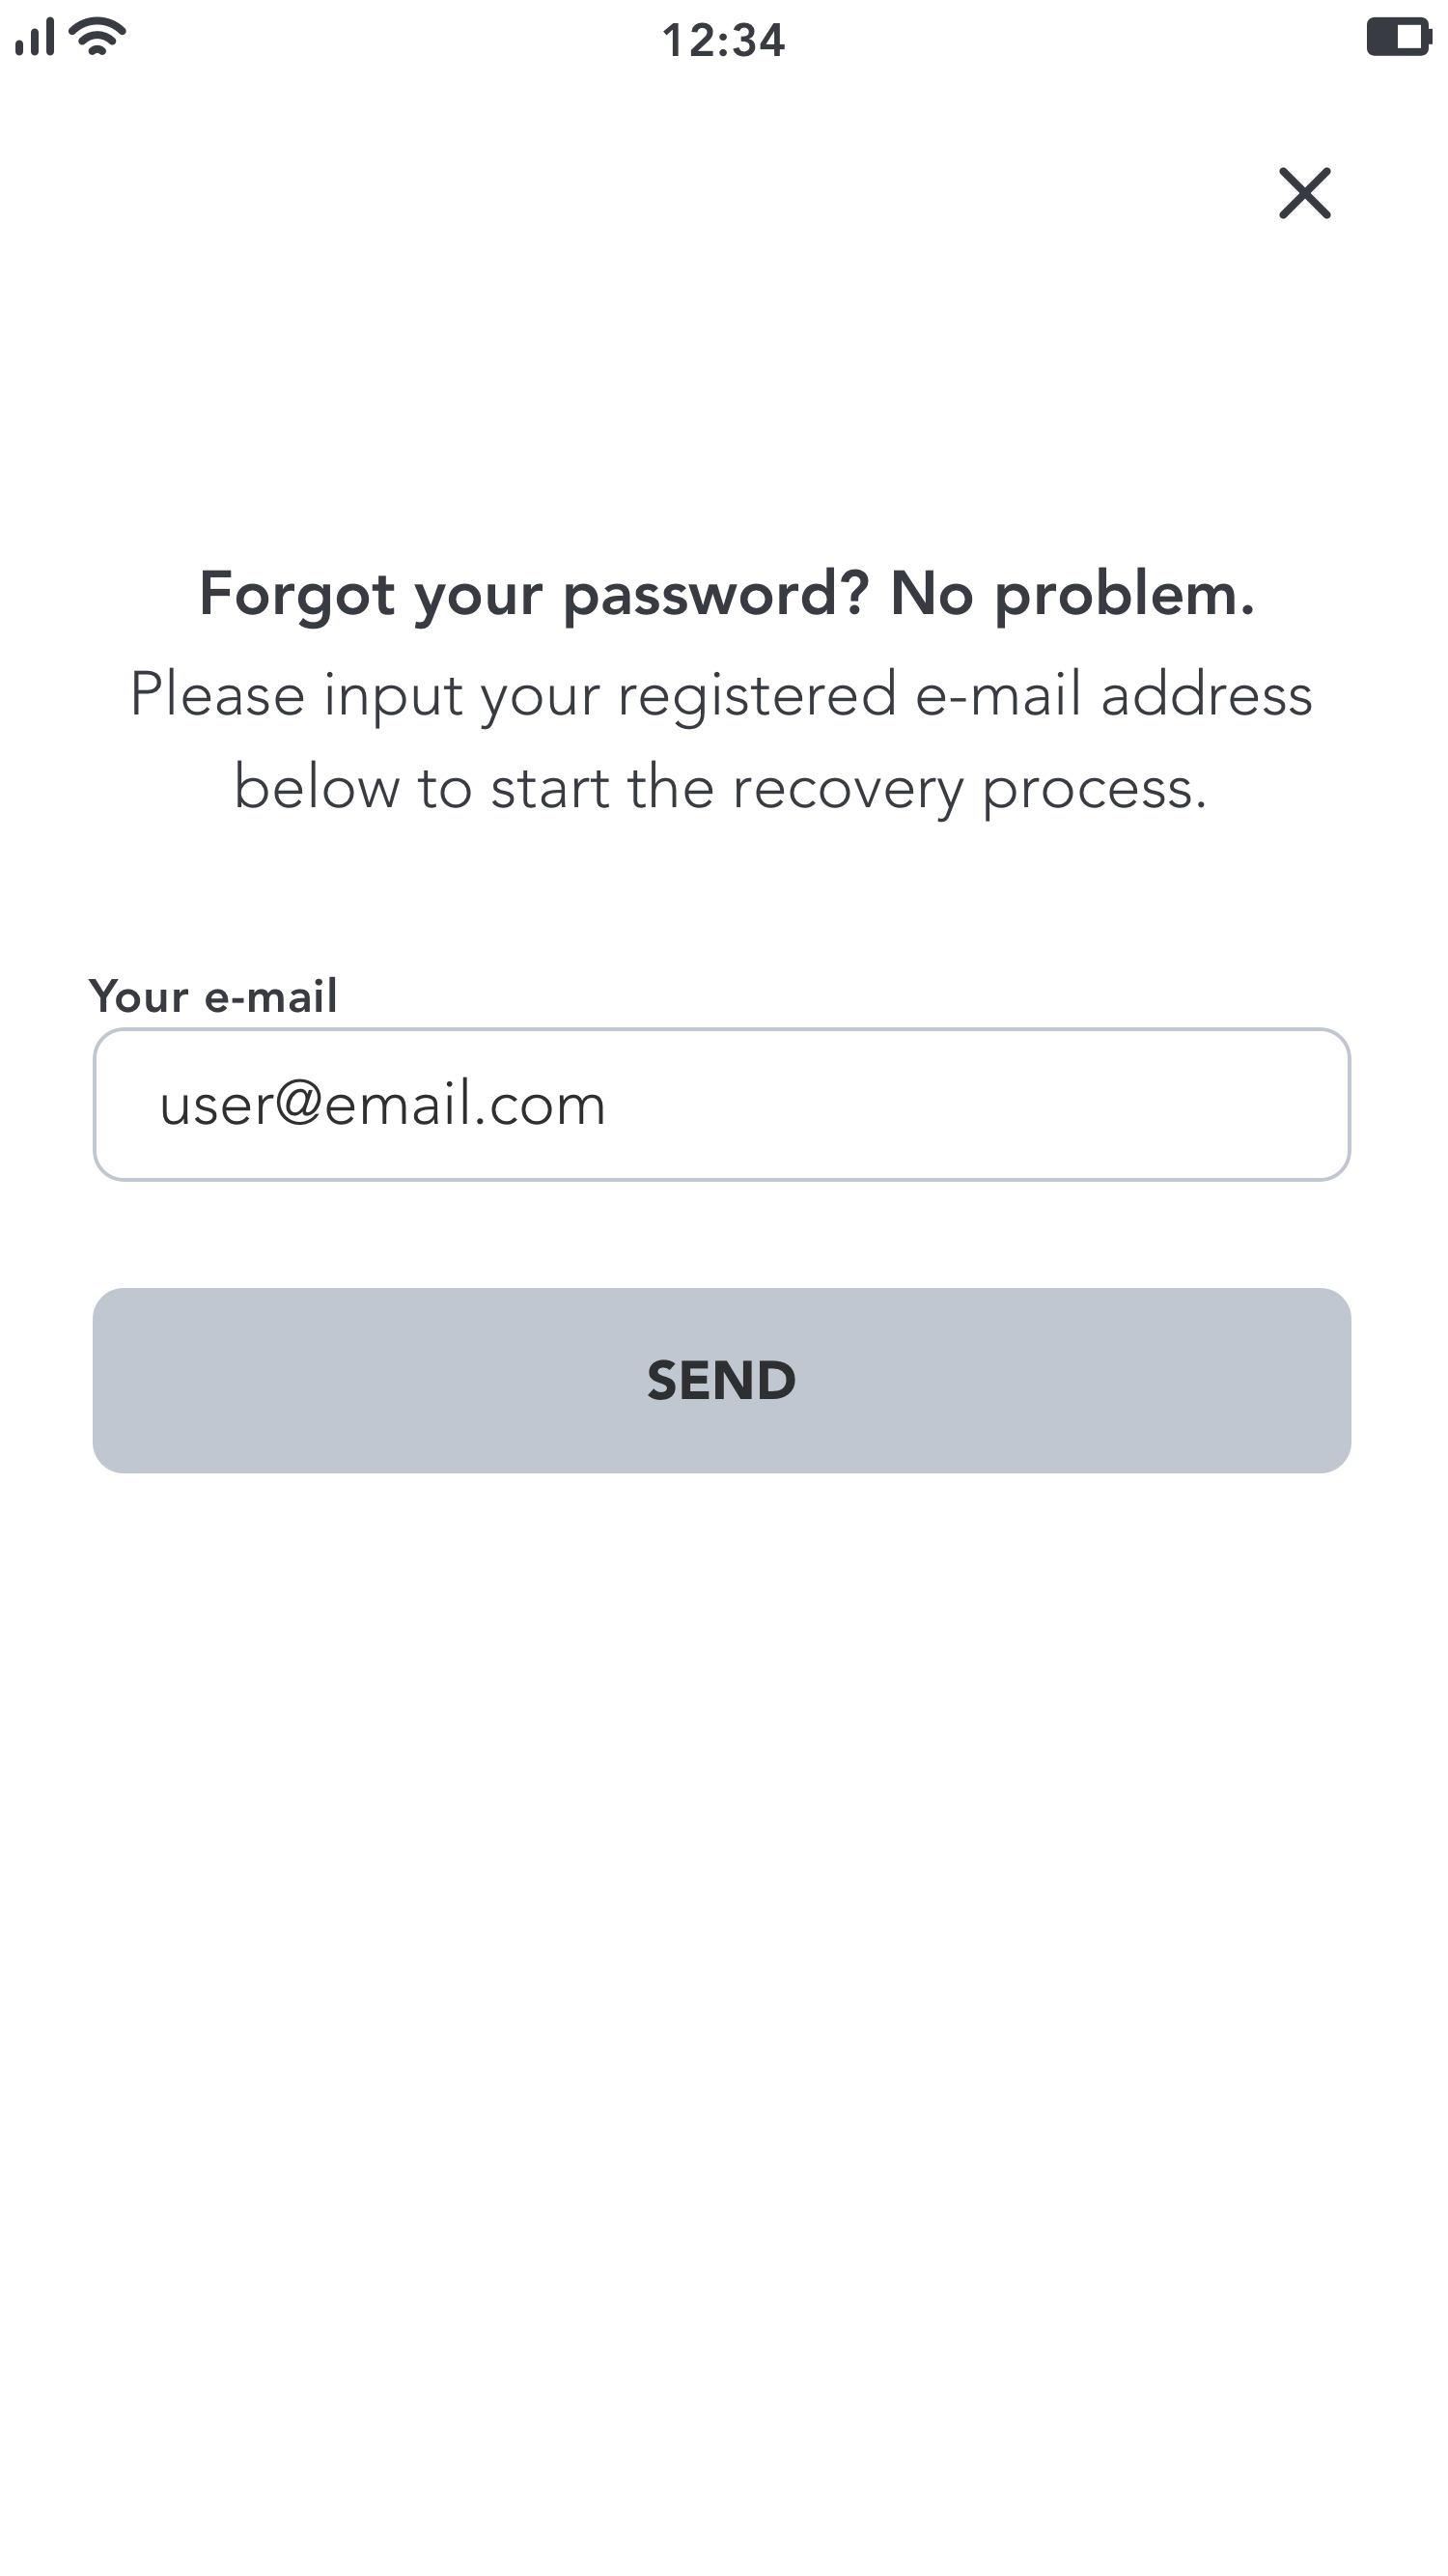 12:34
Forgot your password? No problem.
Please input your registered e-mail address
below to start the recovery process.
Your e-mail
user@email.com
SEND